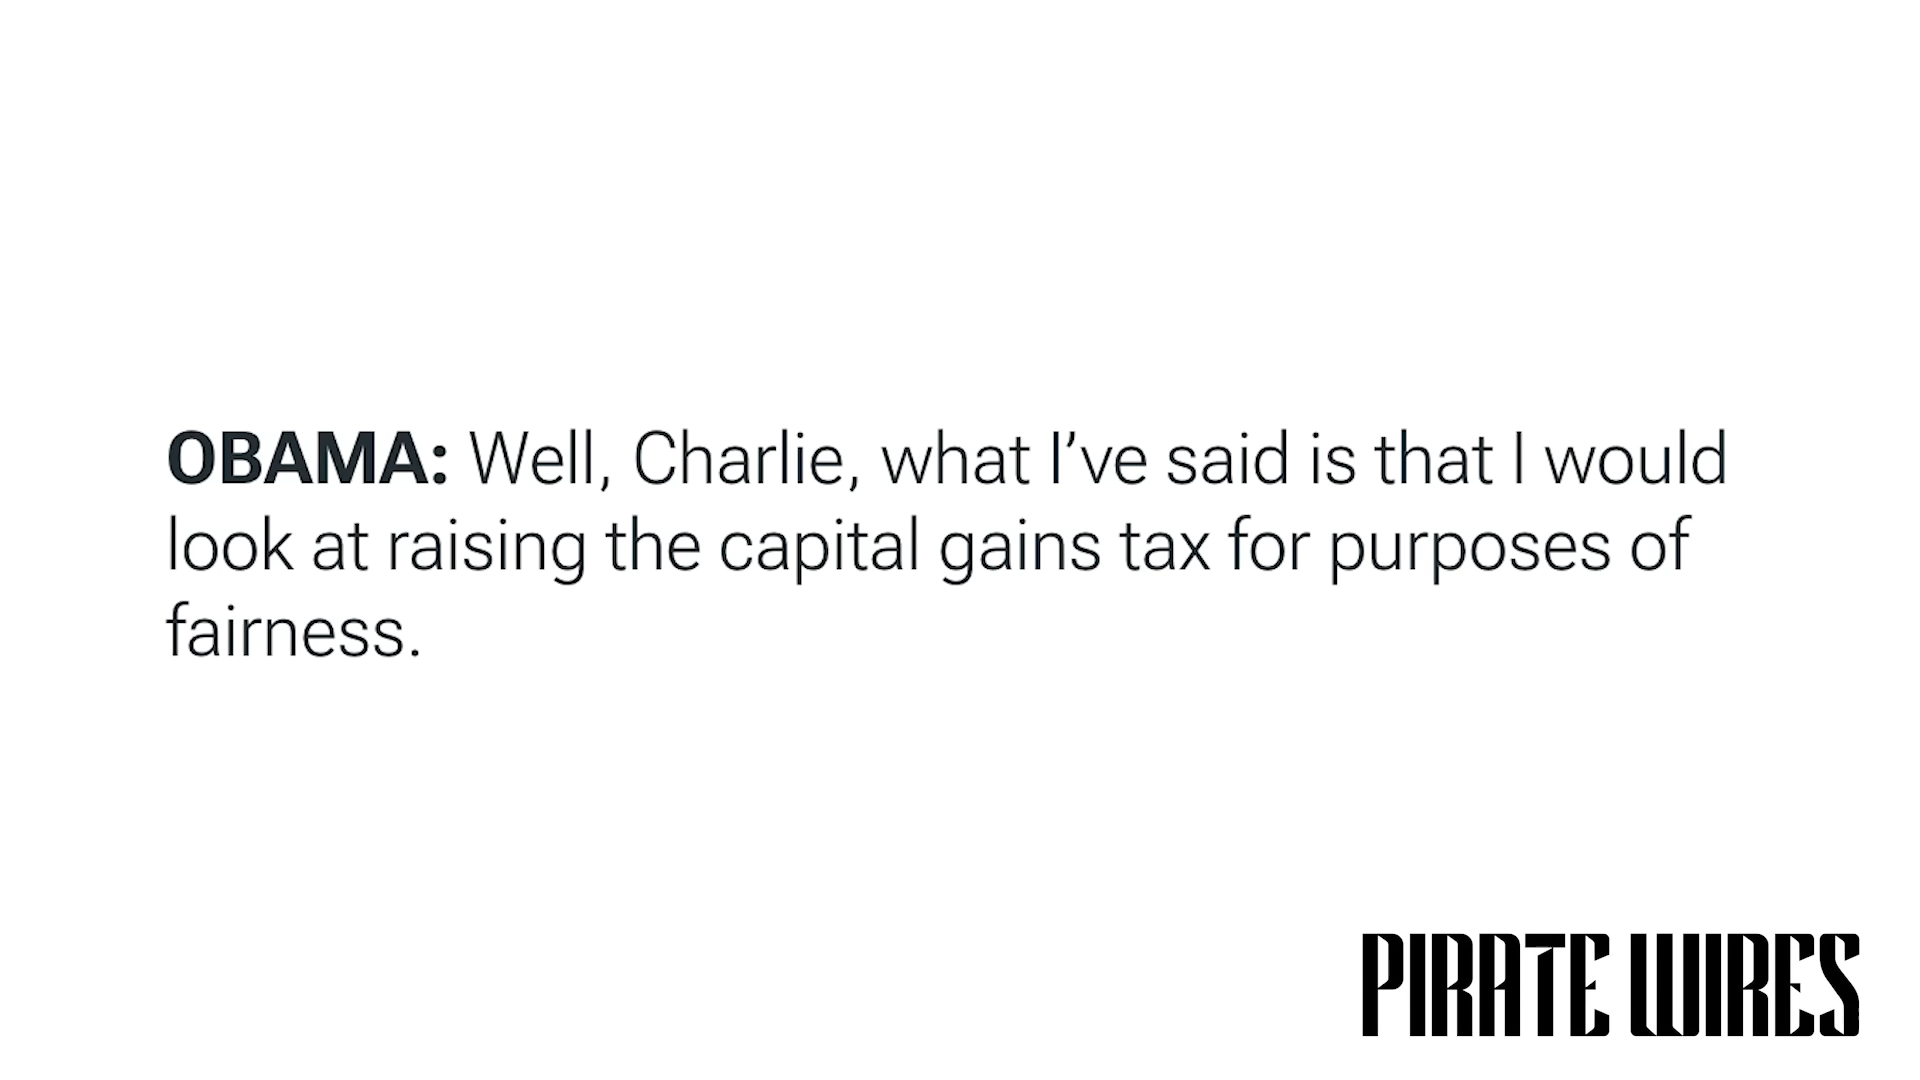 OBAMA: Well, Charlie, what I’ve said is that I would
look at raising the capital gains tax for purposes of
fairness.
PIRATE WIRES